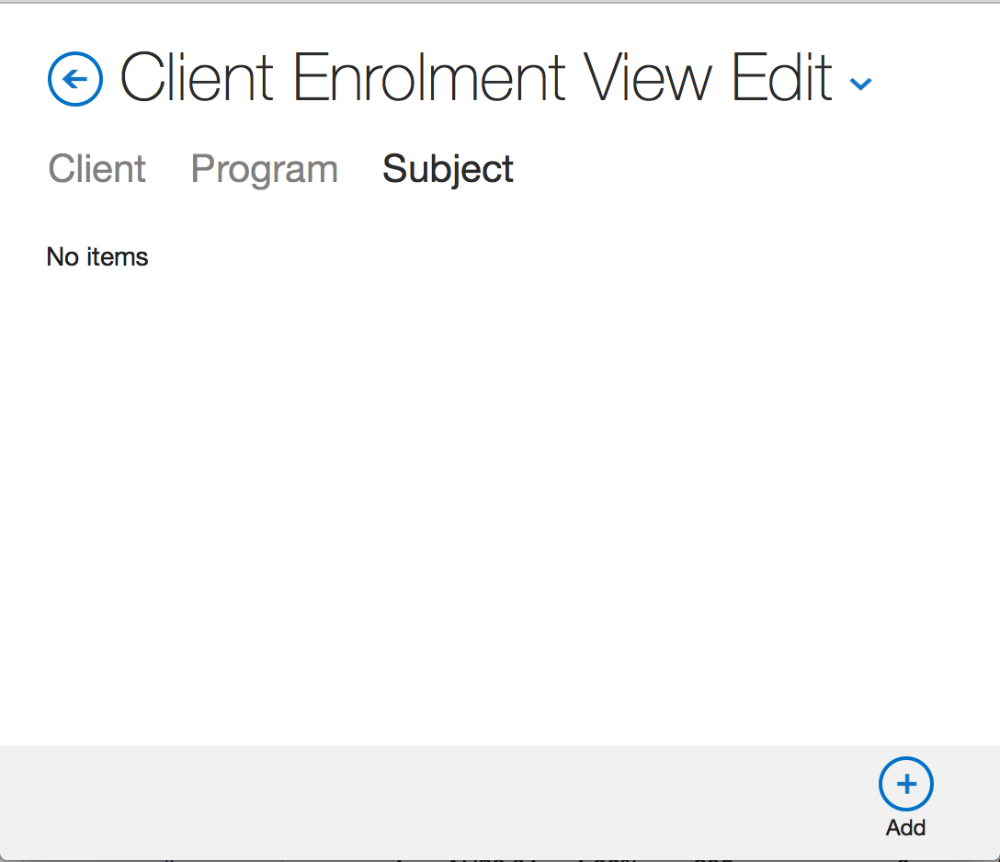 Client Enrolment View Edit
Client Program Subject
No items
Add